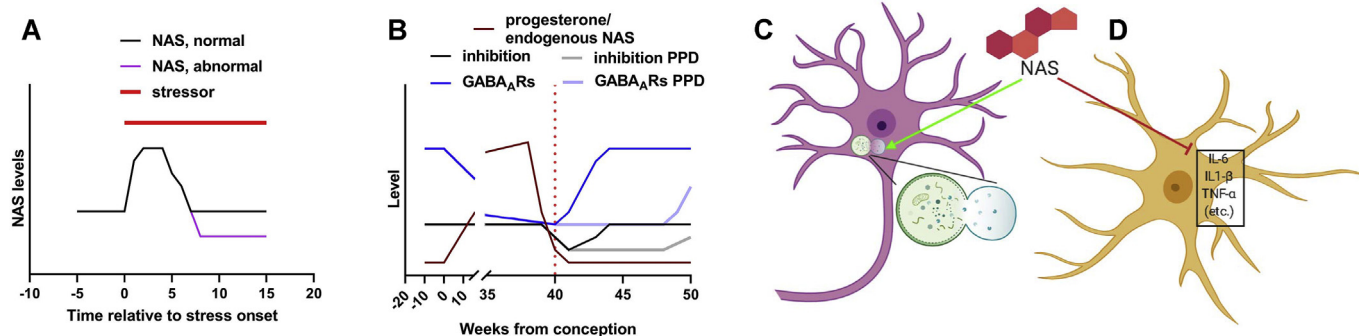 A
NAS, normal
NAS, abnormal
stressor
NAS levels
-10 -5 0 5 10 15 20
Time relative to stress onset
B
progesterone/
endogenous NAS
inhibition
inhibition PPD
GABAARs
GABAARs PPD
Level
-20 -10 0 10 35 40 45 50
Weeks from conception
C
NAS
D
IL-6
IL1-β
TNF-α
(etc.)